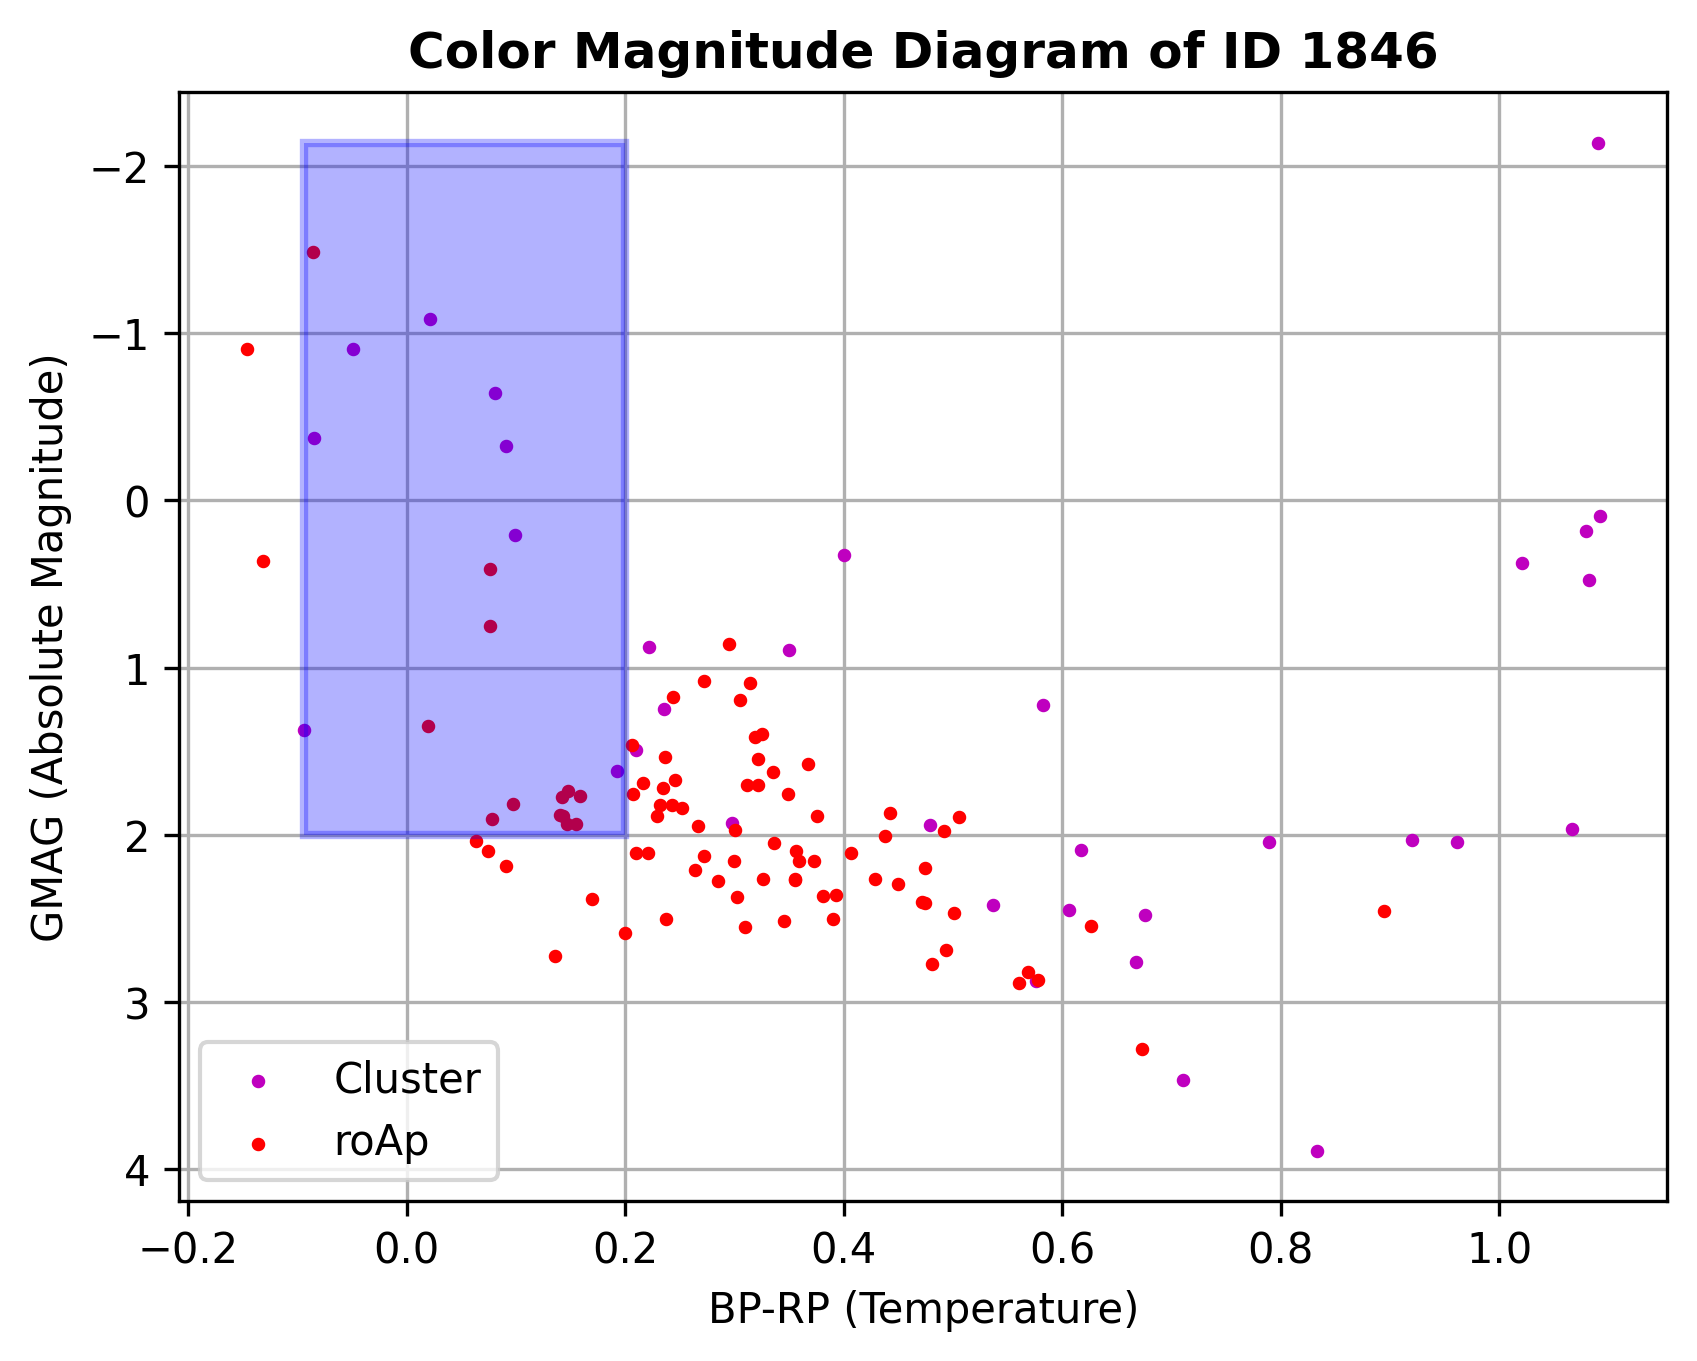 Color Magnitude Diagram of ID 1846
GMAG (Absolute Magnitude)
−2
−1
0
1
2
3
4
Cluster
roAp
−0.2 0.0 0.2 0.4 0.6 0.8 1.0
BP-RP (Temperature)